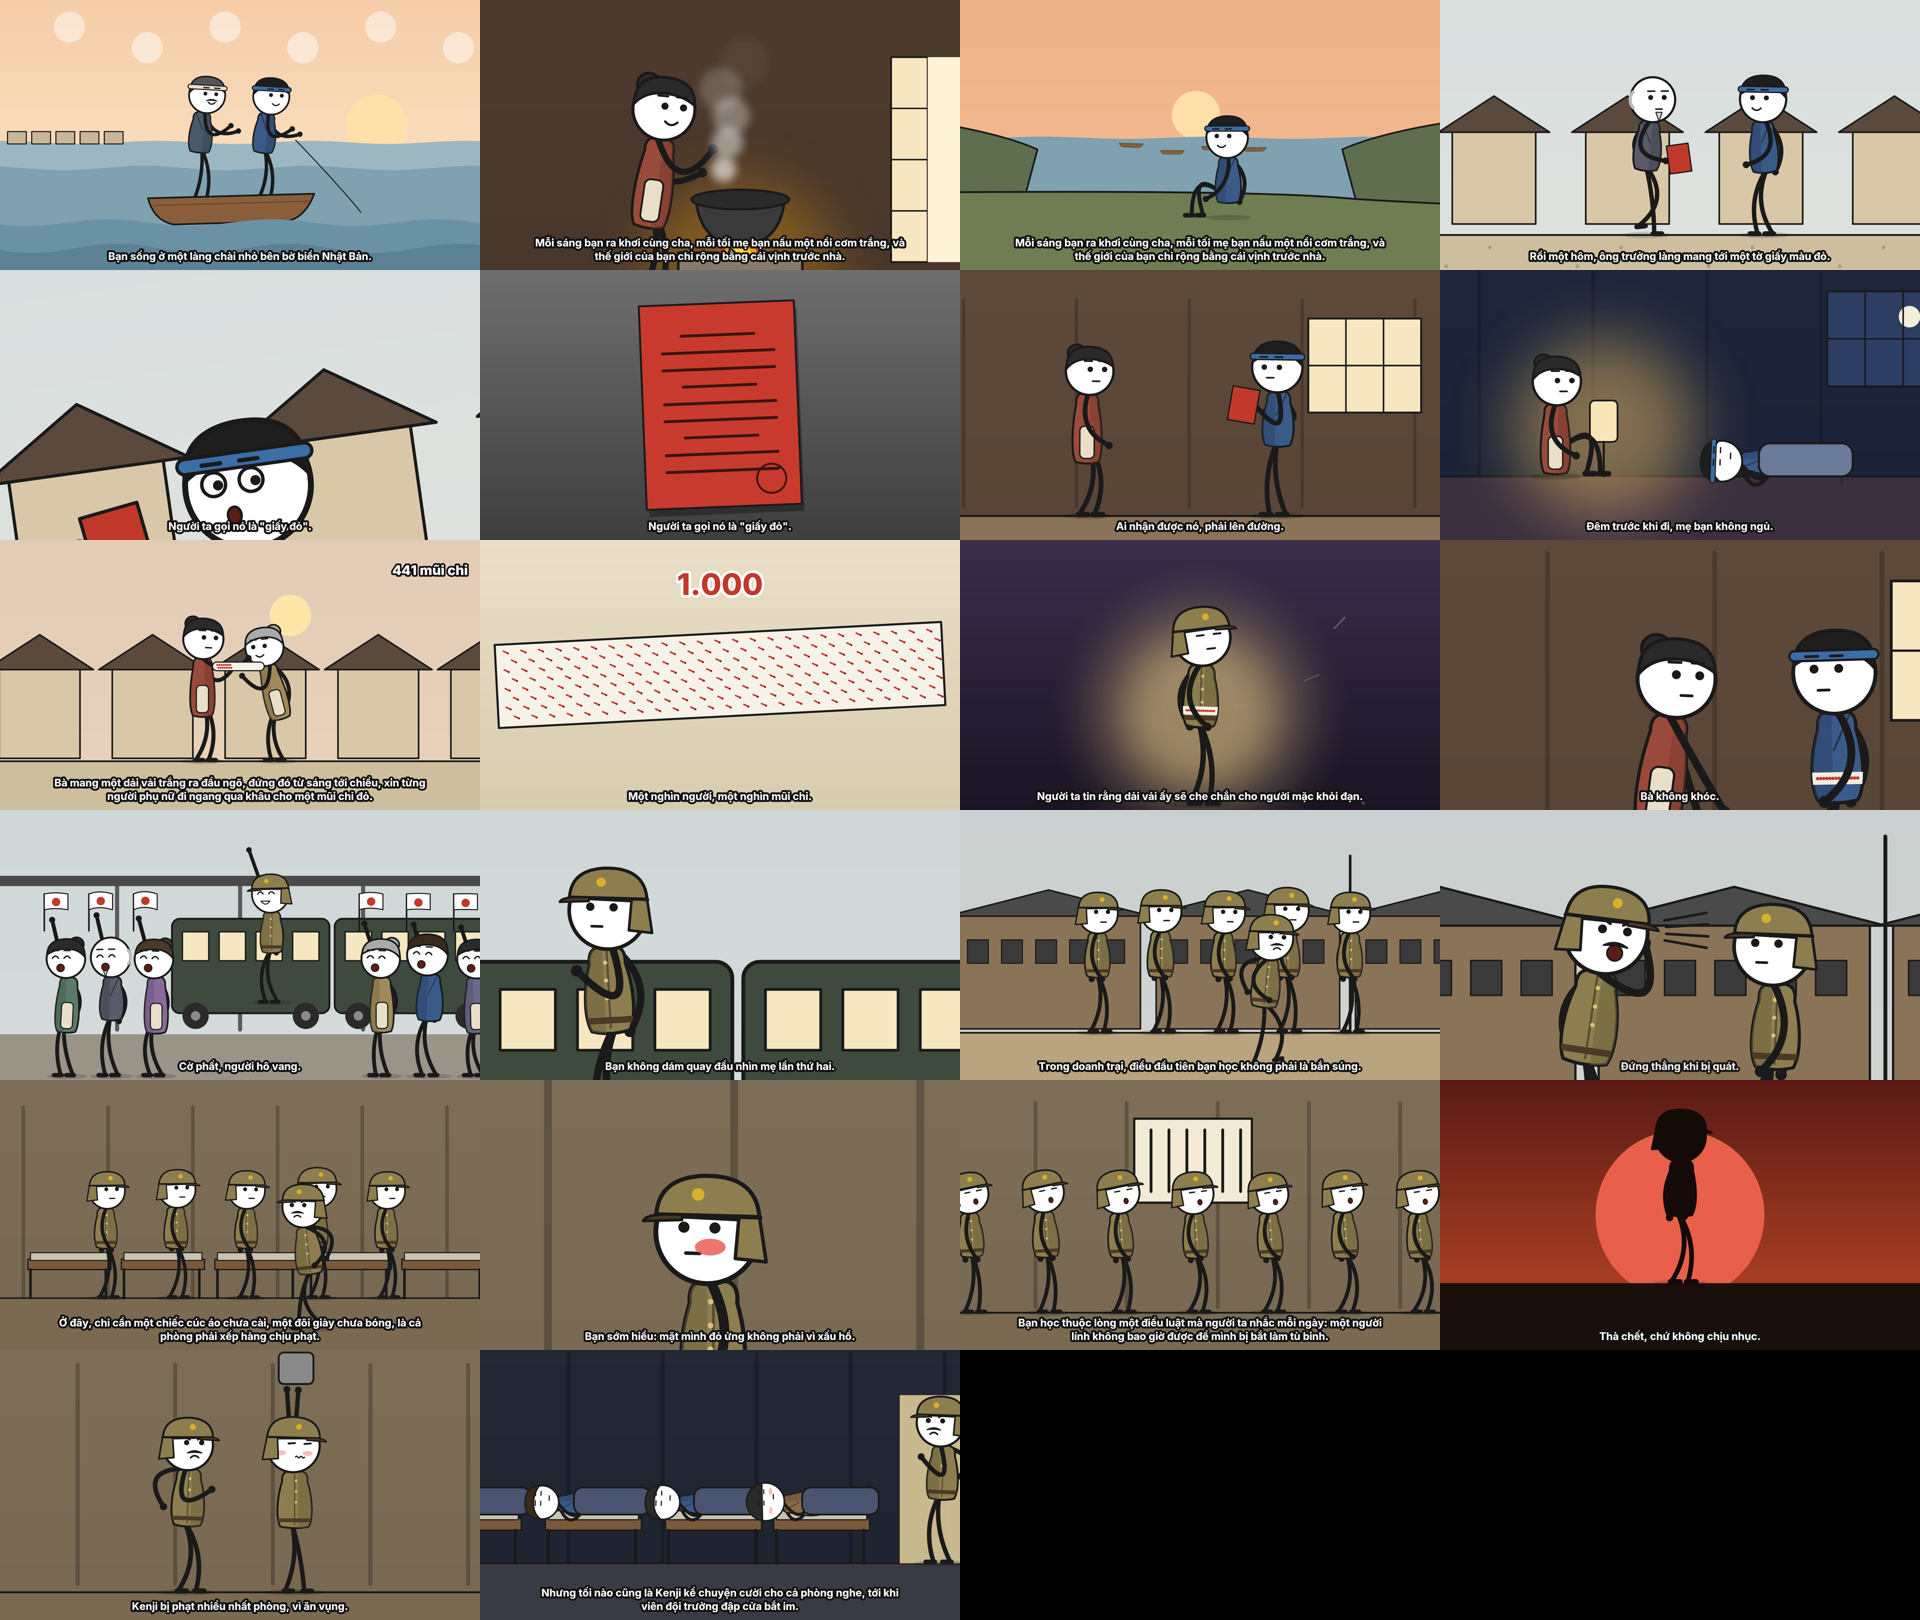 Bạn sống ở một làng chài nhỏ bên bờ biển Nhật Bản.
Mỗi sáng bạn ra khơi cùng cha, mỗi tối mẹ bạn nấu một nồi cơm trắng, và
thế giới của bạn chỉ rộng bằng cái vịnh trước nhà.
Mỗi sáng bạn ra khơi cùng cha, mỗi tối mẹ bạn nấu một nồi cơm trắng, và
thế giới của bạn chỉ rộng bằng cái vịnh trước nhà.
Rồi một hôm, ông trưởng làng mang tới một tờ giấy màu đỏ.
Người ta gọi nó là "giấy đỏ".
Người ta gọi nó là "giấy đỏ".
Ai nhận được nó, phải lên đường.
Đêm trước khi đi, mẹ bạn không ngủ.
441 mũi chỉ
Bà mang một dải vải trắng ra đầu ngõ, đứng đó từ sáng tới chiều, xin từng
người phụ nữ đi ngang qua khâu cho một mũi chỉ đỏ.
1.000
Một nghìn người, một nghìn mũi chỉ.
Người ta tin rằng dải vải ấy sẽ che chắn cho người mặc khỏi đạn.
Bà không khóc.
Cờ phất, người hô vang.
Bạn không dám quay đầu nhìn mẹ lần thứ hai.
Trong doanh trại, điều đầu tiên bạn học không phải là bắn súng.
Đứng thẳng khi bị quát.
Ở đây, chỉ cần một chiếc cúc áo chưa cài, một đôi giày chưa bóng, là cả
phòng phải xếp hàng chịu phạt.
Bạn sớm hiểu: mặt mình đỏ ửng không phải vì xấu hổ.
Bạn học thuộc lòng một điều luật mà người ta nhắc mỗi ngày: một người
lính không bao giờ được để mình bị bắt làm tù binh.
Thà chết, chứ không chịu nhục.
Kenji bị phạt nhiều nhất phòng, vì ăn vụng.
Nhưng tối nào cũng là Kenji kể chuyện cười cho cả phòng nghe, tới khi
viên đội trưởng đập cửa bắt im.